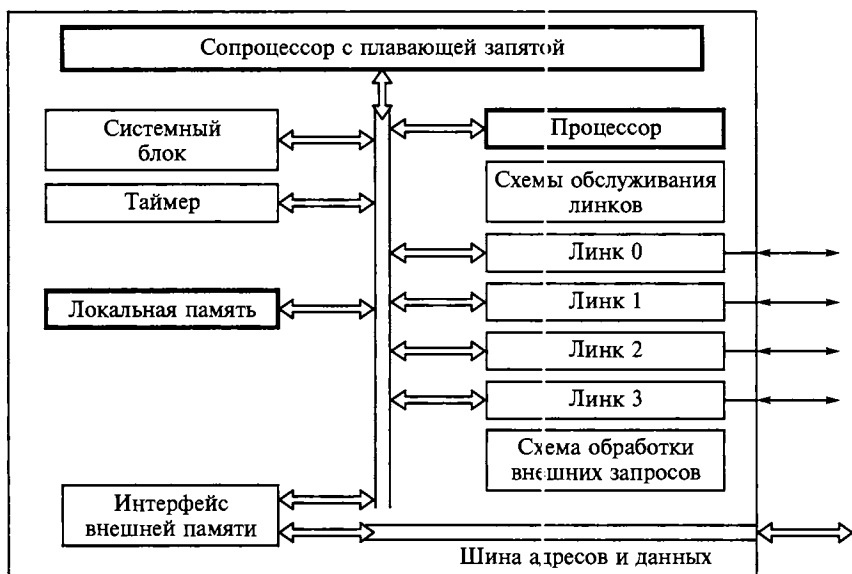 Сопроцессор с плавающей запятой
Системный
блок
Процессор
Таймер
Схемы обслуживания
линков
Линк 0
Локальная память
Линк 1
Линк 2
Линк 3
Схема обработки
внешних запросов
Интерфейс
внешней памяти
Шина адресов и данных